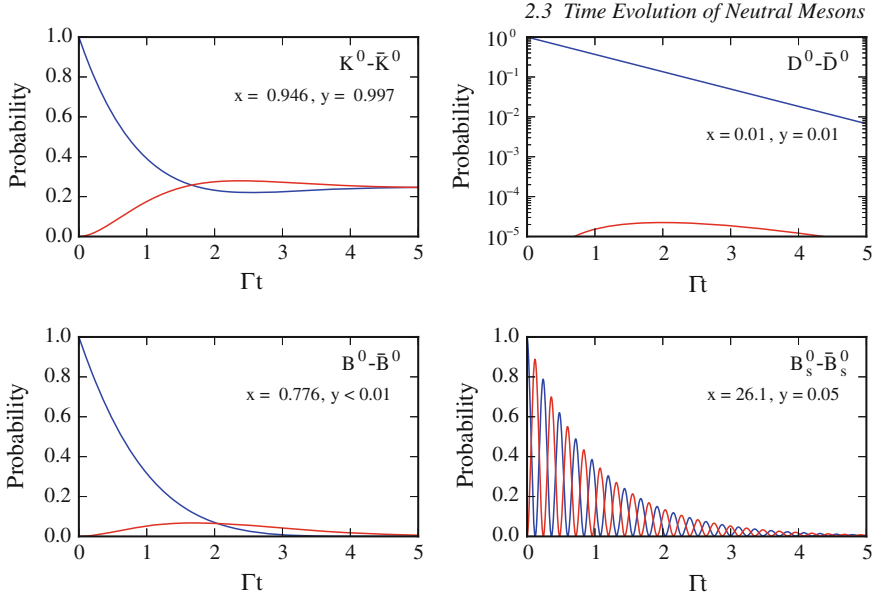 2.3 Time Evolution of Neutral Mesons
1.0
0.8
0.6
0.4
0.2
0.0
Probability
K⁰-K̄⁰
x = 0.946, y = 0.997
0 1 2 3 4 5
Γt
10⁰
10⁻¹
10⁻²
10⁻³
10⁻⁴
10⁻⁵
Probability
D⁰-D̄⁰
x = 0.01, y = 0.01
0 1 2 3 4 5
Γt
1.0
0.8
0.6
0.4
0.2
0.0
Probability
B⁰-B̄⁰
x = 0.776, y < 0.01
0 1 2 3 4 5
Γt
1.0
0.8
0.6
0.4
0.2
0.0
Probability
Bₛ⁰-B̄ₛ⁰
x = 26.1, y = 0.05
0 1 2 3 4 5
Γt